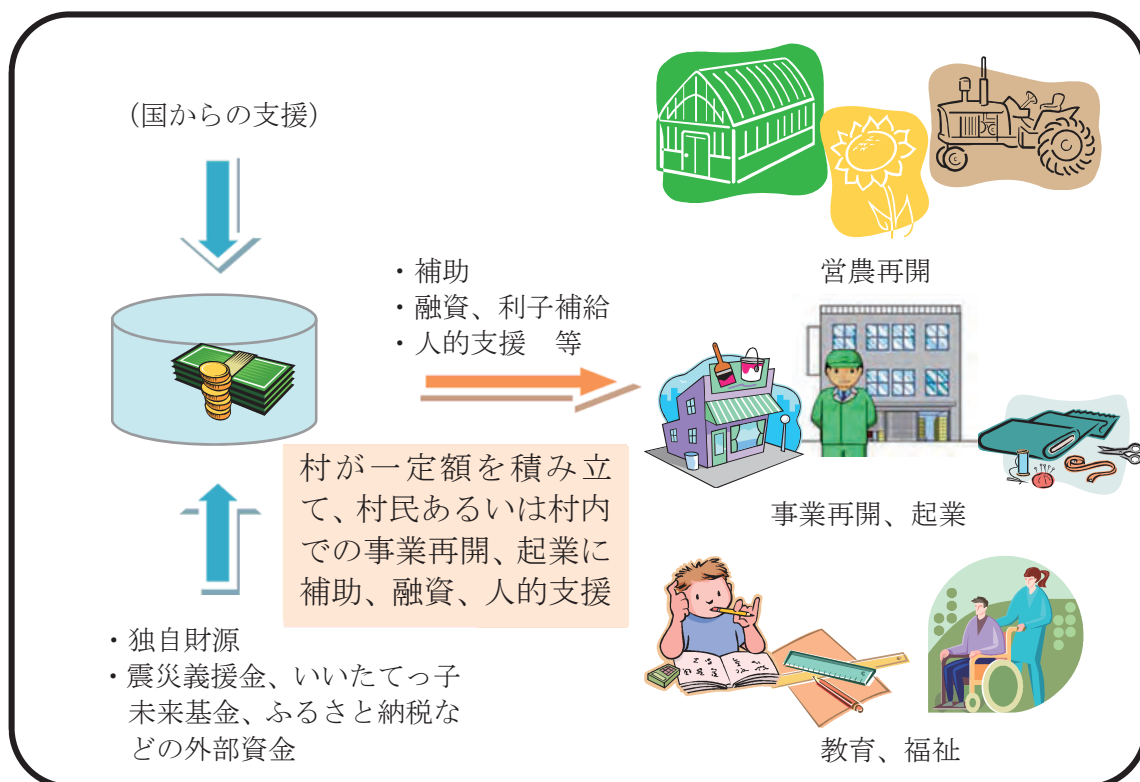 (国からの支援)
・補助
・融資、利子補給
・人的支援　等
村が一定額を積み立
て、村民あるいは村内
での事業再開、起業に
補助、融資、人的支援
・独自財源
・震災義援金、いいたてっ子
未来基金、ふるさと納税な
どの外部資金
営農再開
事業再開、起業
教育、福祉